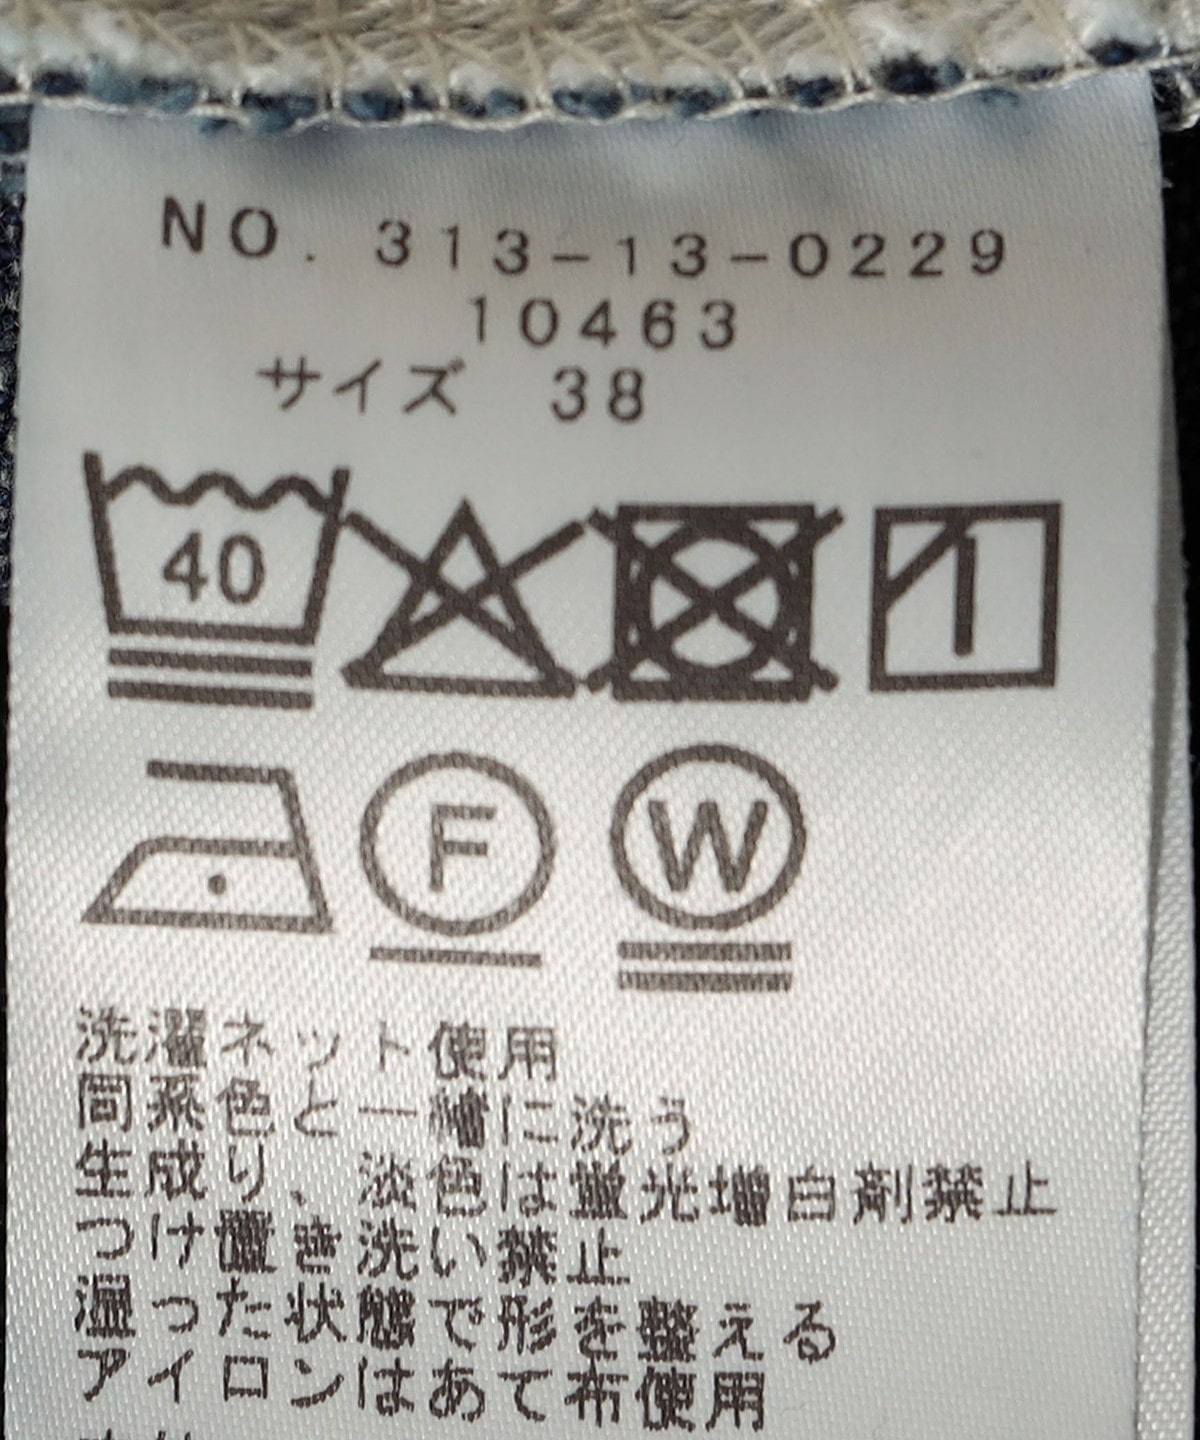 NO. 313-13-0229
10463
サイズ 38
40
F
W
洗濯ネット使用
同系色と一緒に洗う
生成り、淡色は蛍光増白剤禁止
つけ置き洗い禁止
湿った状態で形を整える
アイロンはあて布使用